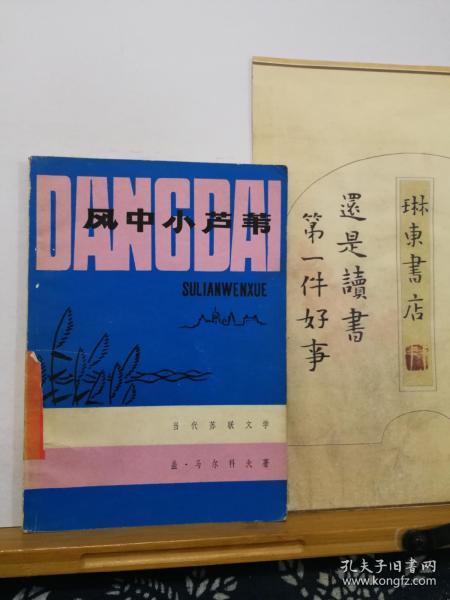 DANGDAI
风中小芦苇
SULIANWENXUE
当代苏联文学
盖·马尔科夫著
還是讀書
第一件好事
琳東書店
孔夫子旧书网
www.kongfz.com